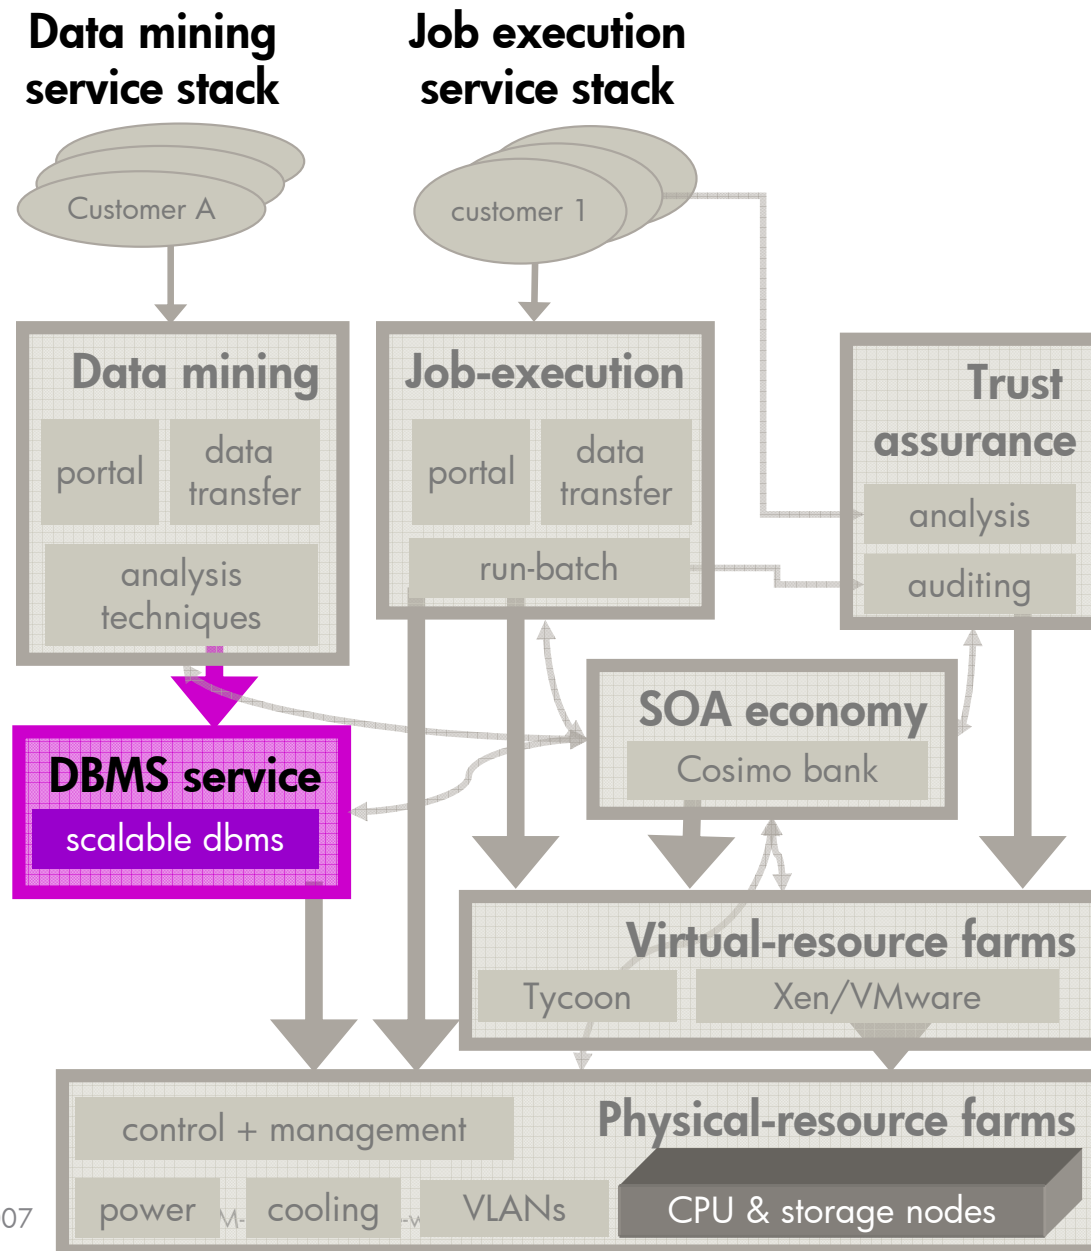 Data mining
service stack
Job execution
service stack
Customer A
customer 1
Data mining
portal
data
transfer
analysis
techniques
Job-execution
portal
data
transfer
run-batch
Trust
assurance
analysis
auditing
SOA economy
Cosimo bank
DBMS service
scalable dbms
Virtual-resource farms
Tycoon
Xen/VMware
Physical-resource farms
control + management
power
cooling
VLANs
CPU & storage nodes